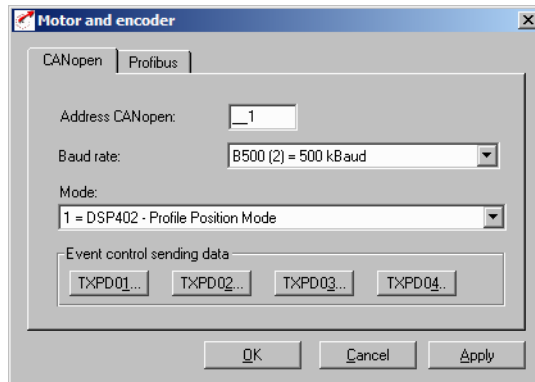 Motor and encoder
CANopen Profibus
Address CANopen: __1
Baud rate: B500 (2) = 500 kBaud
Mode:
1 = DSP402 - Profile Position Mode
Event control sending data
TXPD01... TXPD02... TXPD03... TXPD04..
OK Cancel Apply